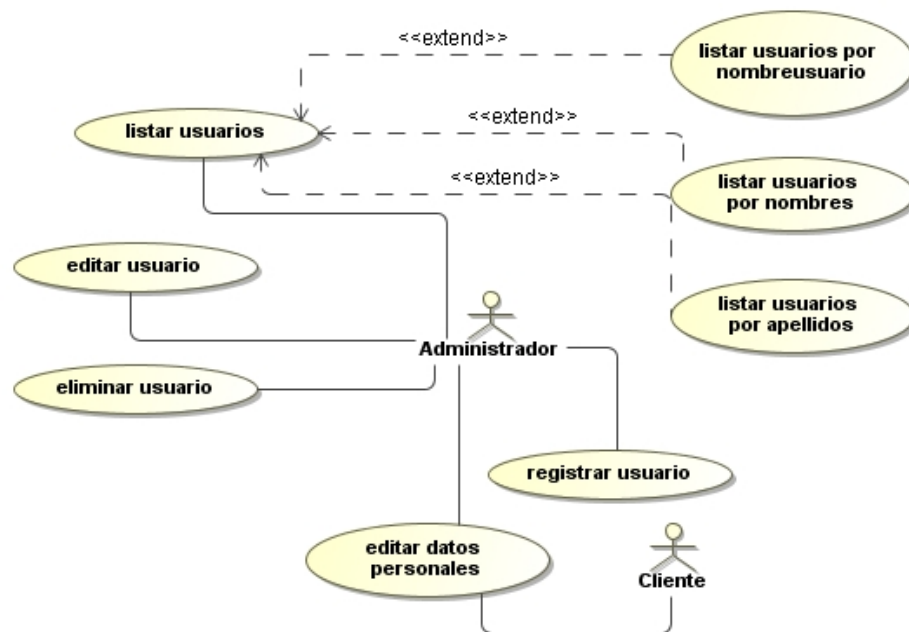 <<extend>>
listar usuarios por
nombreusuario
listar usuarios
<<extend>>
<<extend>>
listar usuarios
por nombres
editar usuario
listar usuarios
por apellidos
Administrador
eliminar usuario
registrar usuario
editar datos
personales
Cliente